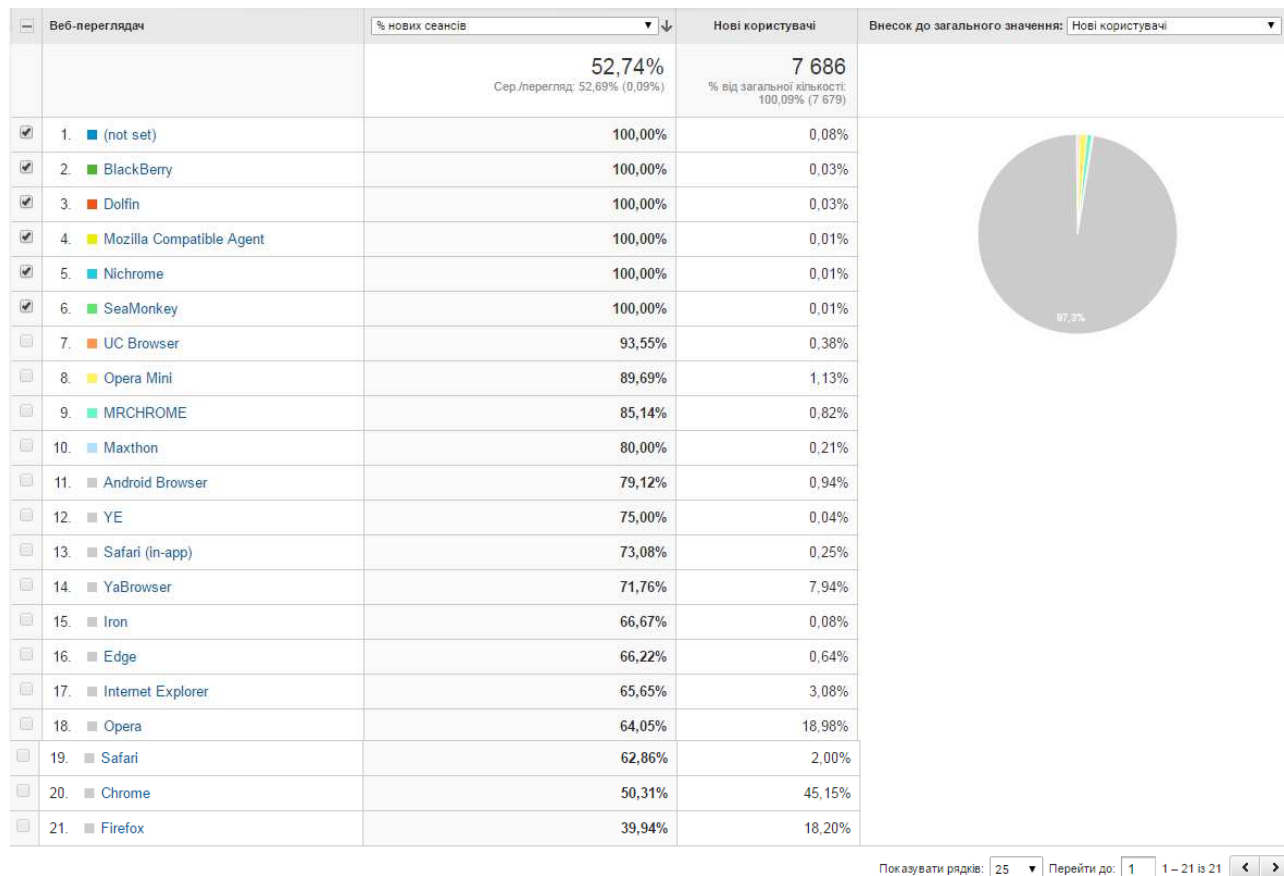 Веб-переглядач % нових сеансів Нові користувачі Внесок до загального значення: Нові користувачі
52,74% 7 686
Сер./перегляд: 52,69% (0,09%) % від загальної кількості:
100,09% (7 679)
1. (not set) 100,00% 0,08%
2. BlackBerry 100,00% 0,03%
3. Dolfin 100,00% 0,03%
4. Mozilla Compatible Agent 100,00% 0,01%
5. Nichrome 100,00% 0,01%
6. SeaMonkey 100,00% 0,01%
97,3%
7. UC Browser 93,55% 0,38%
8. Opera Mini 89,69% 1,13%
9. MRCHROME 85,14% 0,82%
10. Maxthon 80,00% 0,21%
11. Android Browser 79,12% 0,94%
12. YE 75,00% 0,04%
13. Safari (in-app) 73,08% 0,25%
14. YaBrowser 71,76% 7,94%
15. Iron 66,67% 0,08%
16. Edge 66,22% 0,64%
17. Internet Explorer 65,65% 3,08%
18. Opera 64,05% 18,98%
19. Safari 62,86% 2,00%
20. Chrome 50,31% 45,15%
21. Firefox 39,94% 18,20%
Показувати рядків: 25 Перейти до: 1 1 – 21 із 21